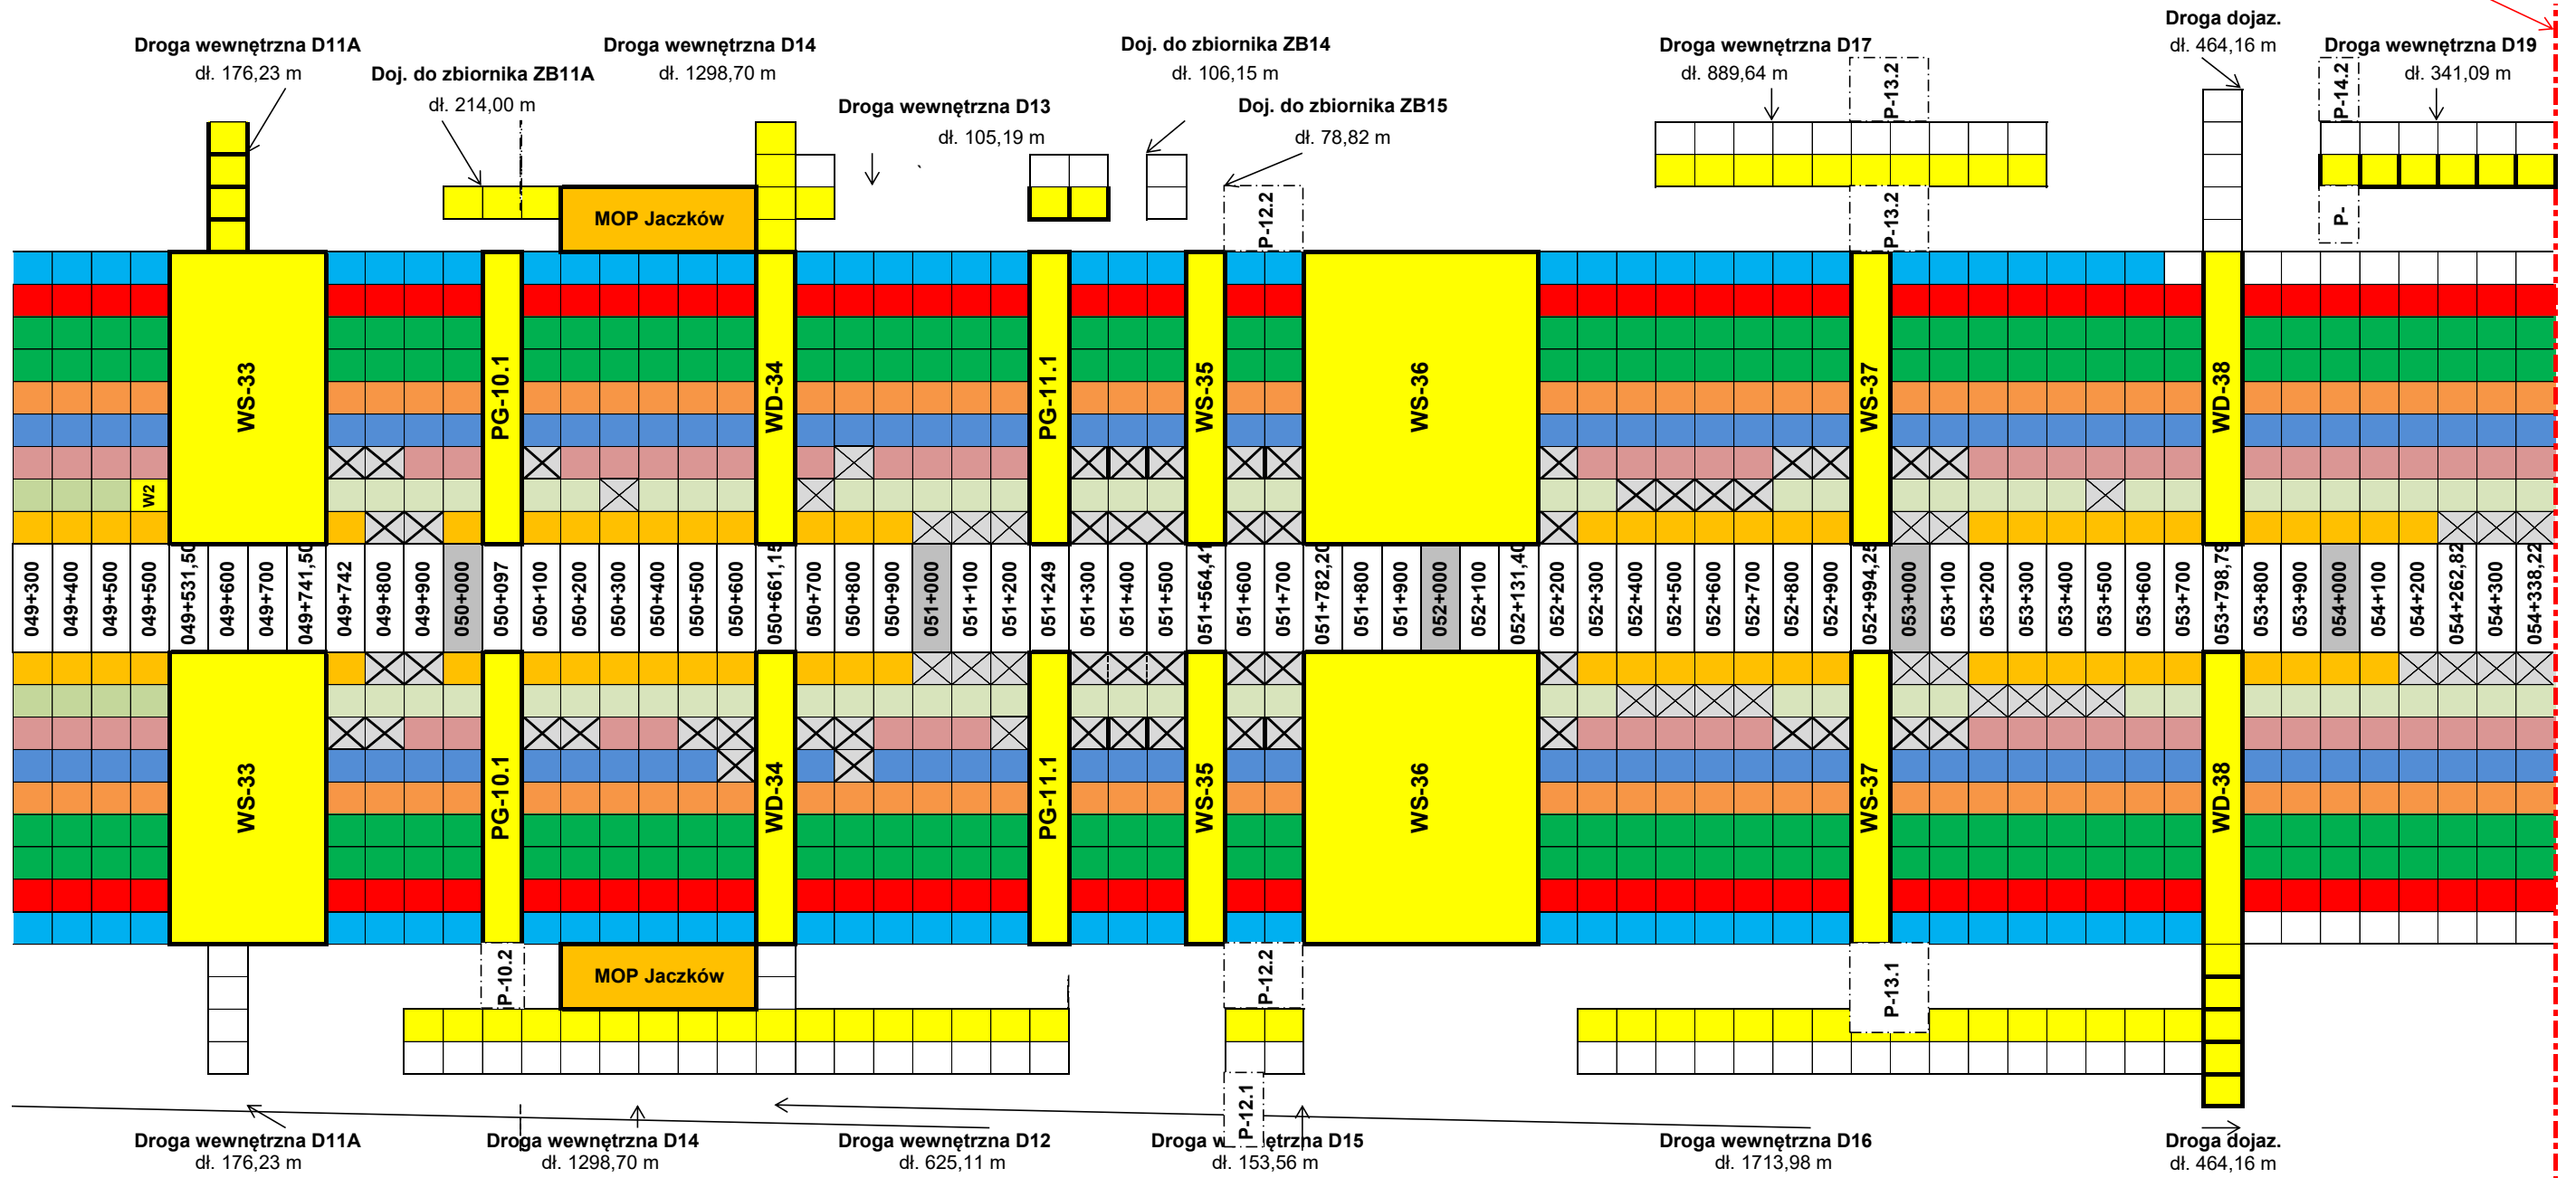 Droga wewnętrzna D11A
dł. 176,23 m
Doj. do zbiornika ZB11A
dł. 214,00 m
Droga wewnętrzna D14
dł. 1298,70 m
Droga wewnętrzna D13
dł. 105,19 m
Doj. do zbiornika ZB14
dł. 106,15 m
Doj. do zbiornika ZB15
dł. 78,82 m
Droga wewnętrzna D17
dł. 889,64 m
Droga dojaz.
dł. 464,16 m
Droga wewnętrzna D19
dł. 341,09 m
P-13.2
P-14.2
MOP Jaczków
P-12.2
P-13.2
P-
WS-33
PG-10.1
WD-34
PG-11.1
WS-35
WS-36
WS-37
WD-38
W2
049+300
049+400
049+500
049+500
049+531,50
049+600
049+700
049+741,50
049+742
049+800
049+900
050+000
050+097
050+100
050+200
050+300
050+400
050+500
050+600
050+661,15
050+700
050+800
050+900
051+000
051+100
051+200
051+249
051+300
051+400
051+500
051+564,41
051+600
051+700
051+782,20
051+800
051+900
052+000
052+100
052+131,40
052+200
052+300
052+400
052+500
052+600
052+700
052+800
052+900
052+994,25
053+000
053+100
053+200
053+300
053+400
053+500
053+600
053+700
053+798,79
053+800
053+900
054+000
054+100
054+200
054+262,82
054+300
054+338,22
WS-33
PG-10.1
WD-34
PG-11.1
WS-35
WS-36
WS-37
WD-38
P-10.2
MOP Jaczków
P-12.2
P-13.1
P-12.1
Droga wewnętrzna D11A
dł. 176,23 m
Droga wewnętrzna D14
dł. 1298,70 m
Droga wewnętrzna D12
dł. 625,11 m
Droga wewnętrzna D15
dł. 153,56 m
Droga wewnętrzna D16
dł. 1713,98 m
Droga dojaz.
dł. 464,16 m